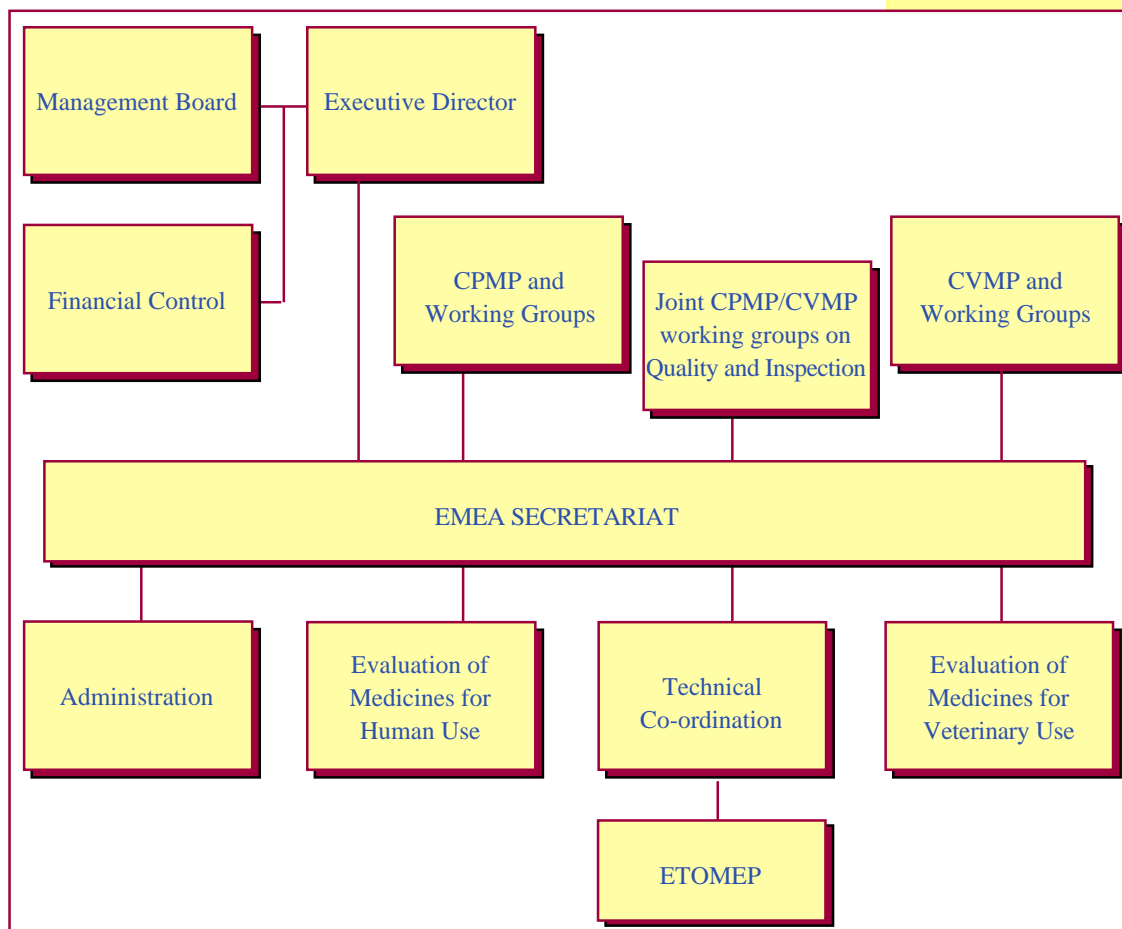 Management Board
Executive Director
Financial Control
CPMP and
Working Groups
Joint CPMP/CVMP
working groups on
Quality and Inspection
CVMP and
Working Groups
EMEA SECRETARIAT
Administration
Evaluation of
Medicines for
Human Use
Technical
Co-ordination
Evaluation of
Medicines for
Veterinary Use
ETOMEP